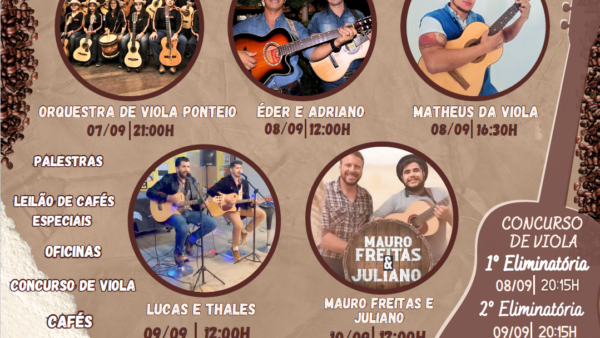 ORQUESTRA DE VIOLA PONTEIO
07/09|21:00H
ÉDER E ADRIANO
08/09|12:00H
MATHEUS DA VIOLA
08/09|16:30H
PALESTRAS
LEILÃO DE CAFÉS
ESPECIAIS
OFICINAS
CONCURSO DE VIOLA
CAFÉS
MAURO
FREITAS
&
JULIANO
LUCAS E THALES
09/09|12:00H
MAURO FREITAS E
JULIANO
10/09|12:00H
CONCURSO
DE VIOLA
1º Eliminatória
08/09| 20:15H
2º Eliminatória
09/09| 20:15H